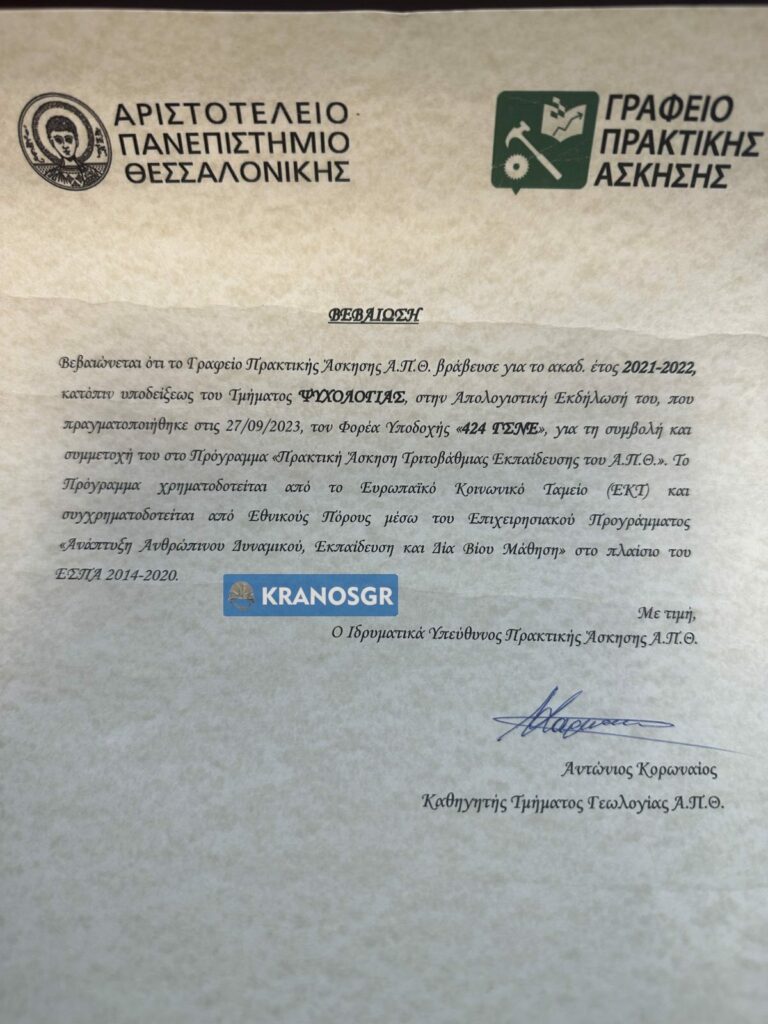 ΑΡΙΣΤΟΤΕΛΕΙΟ
ΠΑΝΕΠΙΣΤΗΜΙΟ
ΘΕΣΣΑΛΟΝΙΚΗΣ
ΓΡΑΦΕΙΟ
ΠΡΑΚΤΙΚΗΣ
ΑΣΚΗΣΗΣ
ΒΕΒΑΙΩΣΗ
Βεβαιώνεται ότι το Γραφείο Πρακτικής Άσκησης Α.Π.Θ. βράβευσε για το ακαδ. έτος 2021-2022,
κατόπιν υποδείξεως του Τμήματος ΨΥΧΟΛΟΓΙΑΣ, στην Απολογιστική Εκδήλωσή του, που
πραγματοποιήθηκε στις 27/09/2023, τον Φορέα Υποδοχής «424 ΓΣΝΕ», για τη συμβολή και
συμμετοχή του στο Πρόγραμμα «Πρακτική Άσκηση Τριτοβάθμιας Εκπαίδευσης του Α.Π.Θ.». Το
Πρόγραμμα χρηματοδοτείται από το Ευρωπαϊκό Κοινωνικό Ταμείο (ΕΚΤ) και
συγχρηματοδοτείται από Εθνικούς Πόρους μέσω του Επιχειρησιακού Προγράμματος
«Ανάπτυξη Ανθρώπινου Δυναμικού, Εκπαίδευση και Δία Βίου Μάθηση» στο πλαίσιο του
ΕΣΠΑ 2014-2020.
KRANOSGR
Με τιμή,
Ο Ιδρυματικά Υπεύθυνος Πρακτικής Άσκησης Α.Π.Θ.
Αντώνιος Κορωναίος
Καθηγητής Τμήματος Γεωλογίας Α.Π.Θ.